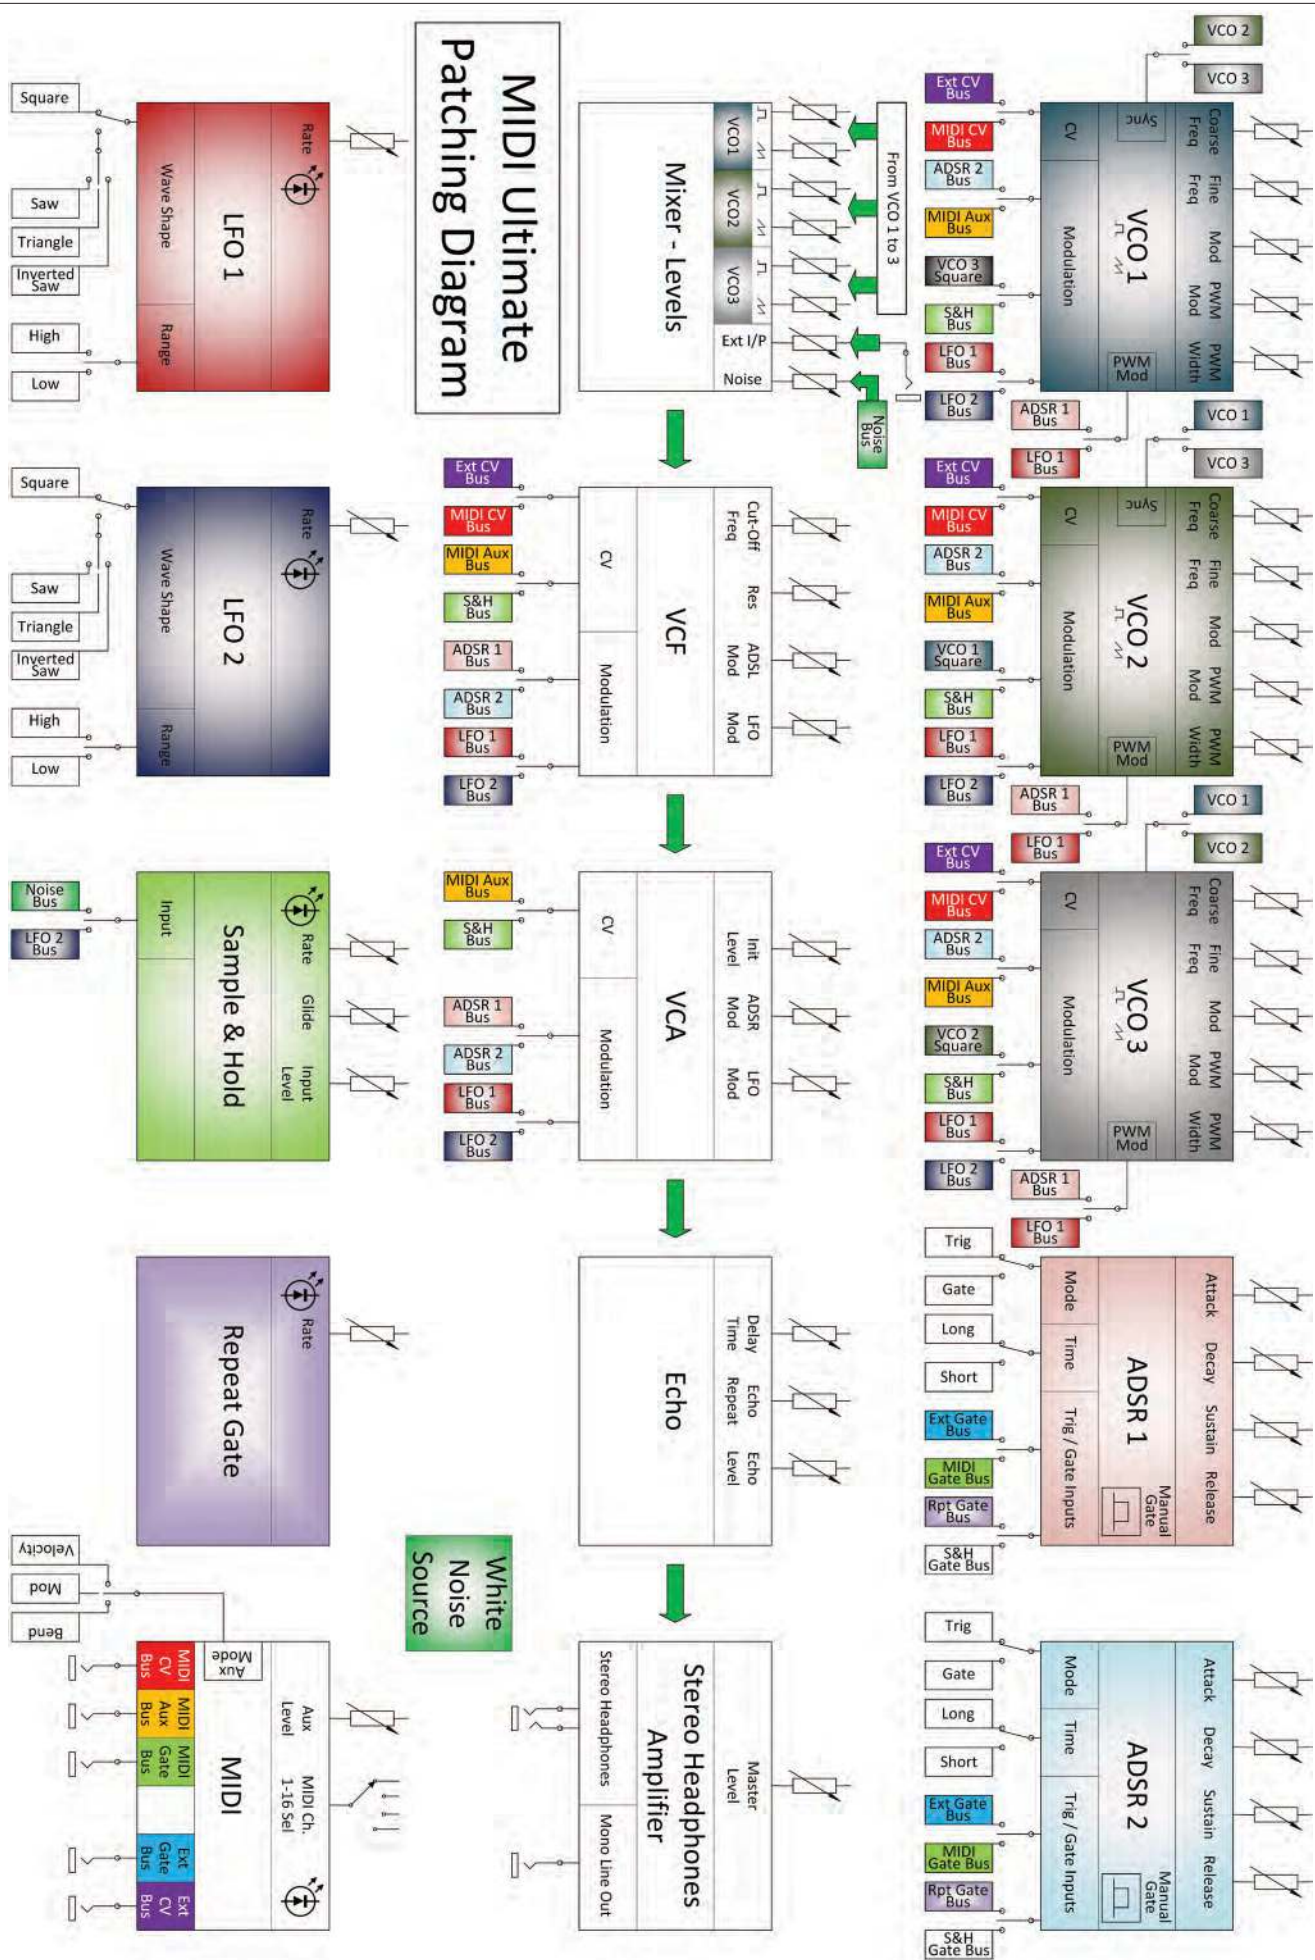 VCO 2
VCO 3
Sync
Coarse
Freq
Fine
Freq
Mod
PWM
Mod
PWM
Width
VCO 1
CV
Modulation
PWM
Mod
Ext CV
Bus
MIDI CV
Bus
ADSR 2
Bus
MIDI Aux
Bus
VCO 3
Square
S&H
Bus
LFO 1
Bus
LFO 2
Bus
ADSR 1
Bus
LFO 1
Bus
VCO 1
VCO 3
Sync
Coarse
Freq
Fine
Freq
Mod
PWM
Mod
PWM
Width
VCO 2
CV
Modulation
PWM
Mod
Ext CV
Bus
MIDI CV
Bus
ADSR 2
Bus
MIDI Aux
Bus
VCO 1
Square
S&H
Bus
LFO 1
Bus
LFO 2
Bus
ADSR 1
Bus
LFO 1
Bus
VCO 1
VCO 2
Coarse
Freq
Fine
Freq
Mod
PWM
Mod
PWM
Width
VCO 3
CV
Modulation
PWM
Mod
Ext CV
Bus
MIDI CV
Bus
ADSR 2
Bus
MIDI Aux
Bus
VCO 2
Square
S&H
Bus
LFO 1
Bus
LFO 2
Bus
ADSR 1
Bus
LFO 1
Bus
Attack
Decay
Sustain
Release
ADSR 1
Manual
Gate
Mode
Time
Trig / Gate Inputs
Trig
Gate
Long
Short
Ext Gate
Bus
MIDI
Gate Bus
Rpt Gate
Bus
S&H
Gate Bus
Attack
Decay
Sustain
Release
ADSR 2
Manual
Gate
Mode
Time
Trig / Gate Inputs
Trig
Gate
Long
Short
Ext Gate
Bus
MIDI
Gate Bus
Rpt Gate
Bus
S&H
Gate Bus
From VCO 1 to 3
Noise
Bus
VCO1
VCO2
VCO3
Ext I/P
Noise
Mixer - Levels
Cut-Off
Freq
Res
ADSL
Mod
LFO
Mod
VCF
CV
Modulation
Ext CV
Bus
MIDI CV
Bus
MIDI Aux
Bus
S&H
Bus
ADSR 1
Bus
ADSR 2
Bus
LFO 1
Bus
LFO 2
Bus
Init
Level
ADSR
Mod
LFO
Mod
VCA
CV
Modulation
MIDI Aux
Bus
S&H
Bus
ADSR 1
Bus
ADSR 2
Bus
LFO 1
Bus
LFO 2
Bus
Delay
Time
Echo
Repeat
Echo
Level
Echo
Master
Level
Stereo Headphones
Amplifier
Stereo Headphones
Mono Line Out
MIDI Ultimate
Patching Diagram
White
Noise
Source
Rate
LFO 1
Wave Shape
Range
Square
Saw
Triangle
Inverted
Saw
High
Low
Rate
LFO 2
Wave Shape
Range
Square
Saw
Triangle
Inverted
Saw
High
Low
Rate
Glide
Input
Level
Sample & Hold
Input
Noise
Bus
LFO 2
Bus
Rate
Repeat Gate
Aux
Level
MIDI Ch.
1-16 Sel
MIDI
Aux
Mode
Velocity
Mod
Bend
MIDI
CV
Bus
MIDI
Aux
Bus
MIDI
Gate
Bus
Ext
Gate
Bus
Ext
CV
Bus